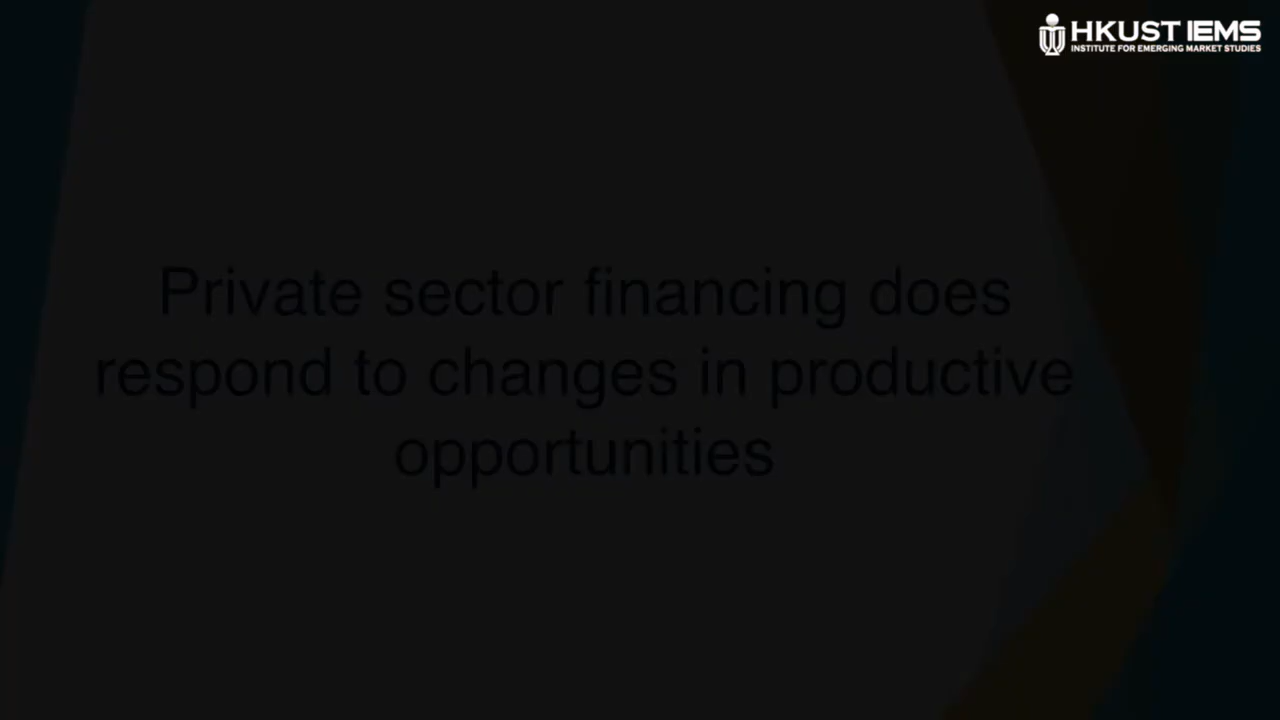 HKUST IEMS
INSTITUTE FOR EMERGING MARKET STUDIES
Private sector financing does
respond to changes in productive
opportunities